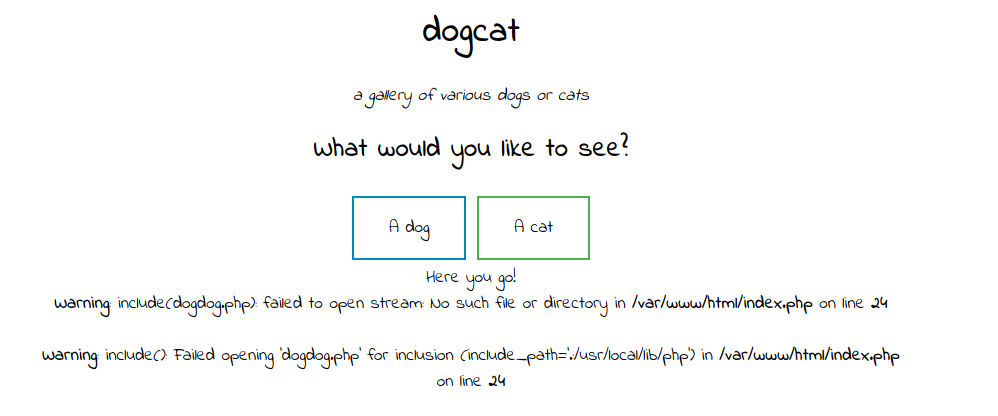 dogcat
a gallery of various dogs or cats
what would you like to see?
A dog
A cat
Here you go!
Warning: include(dogdog.php): failed to open stream: No such file or directory in /var/www/html/index.php on line 24
Warning: include(): Failed opening 'dogdog.php' for inclusion (include_path='.:/usr/local/lib/php') in /var/www/html/index.php
on line 24